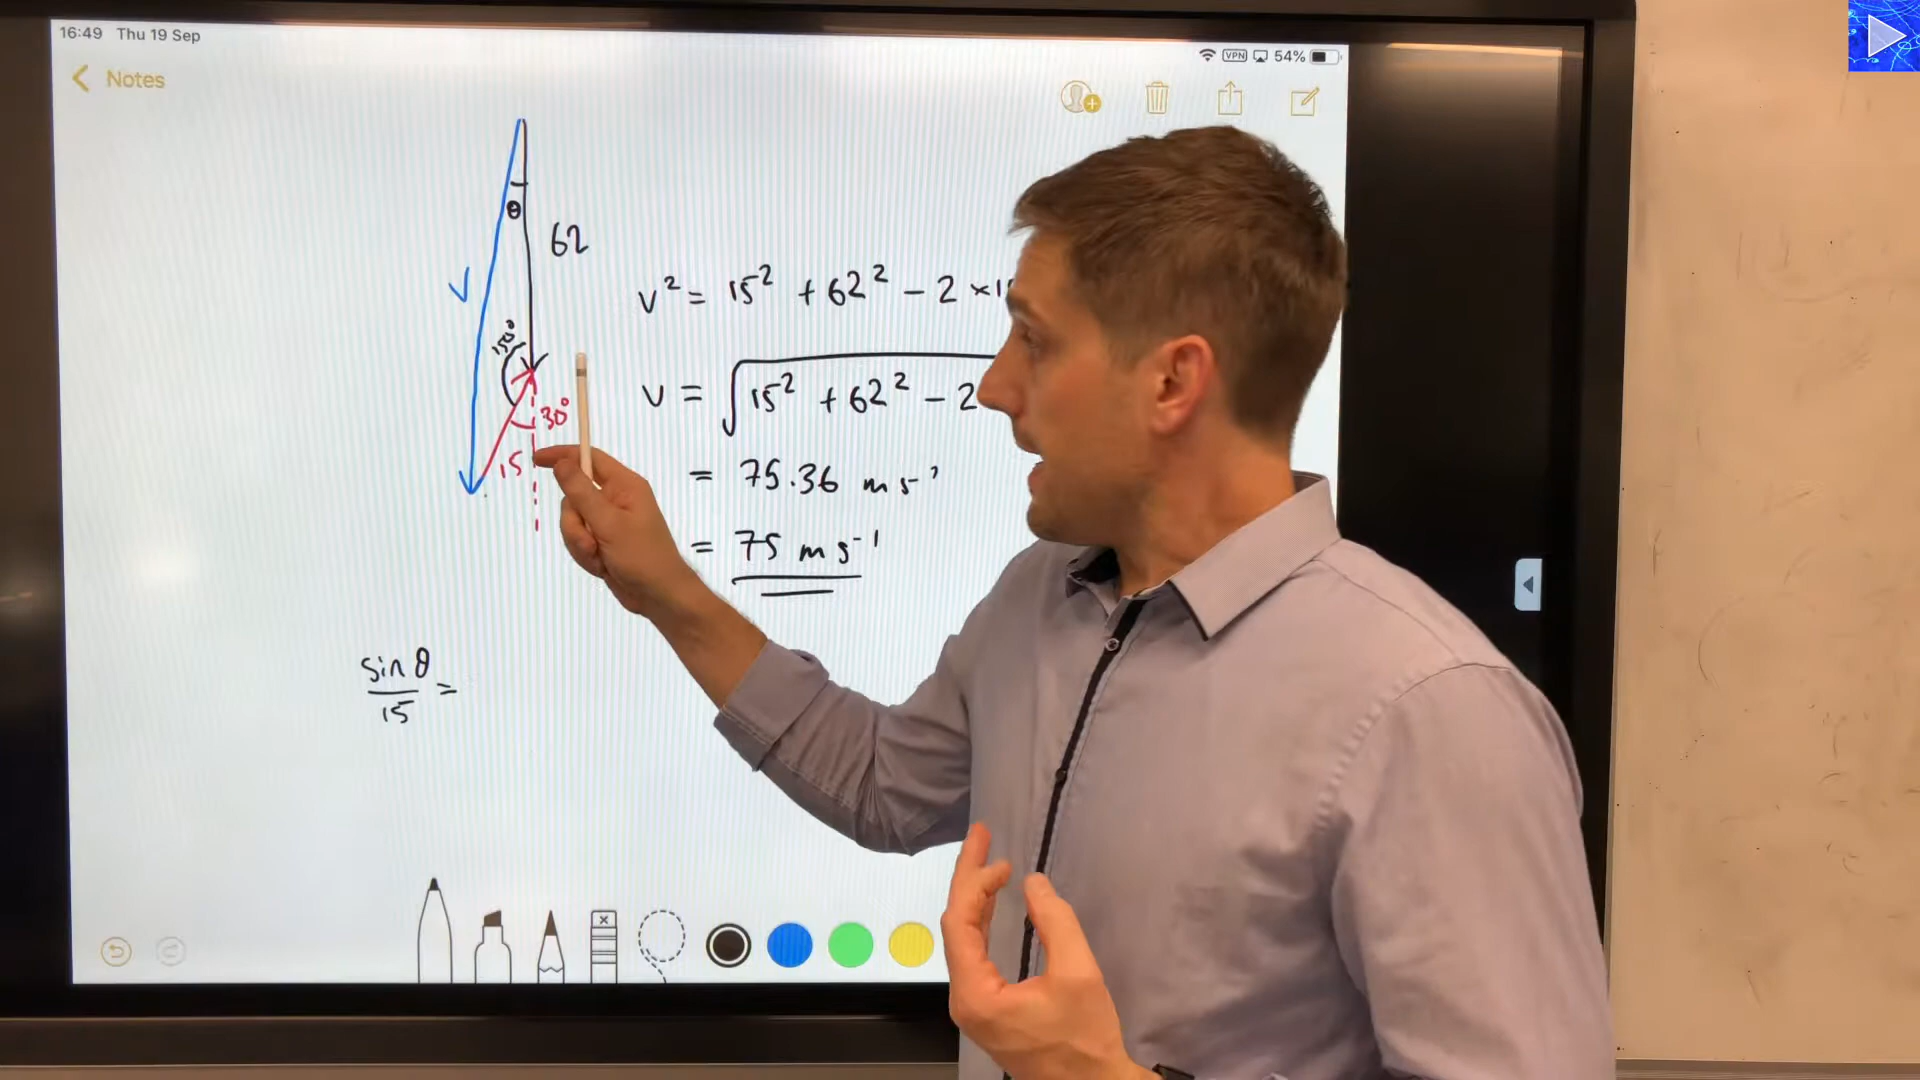 16:49 Thu 19 Sep
VPN 54%
Notes
θ
62
v
150°
30°
15
v² = 15² + 62² - 2 ×
v = √15² + 62² - 2
= 75.36 m s⁻¹
= 75 m s⁻¹
sin θ
15
=